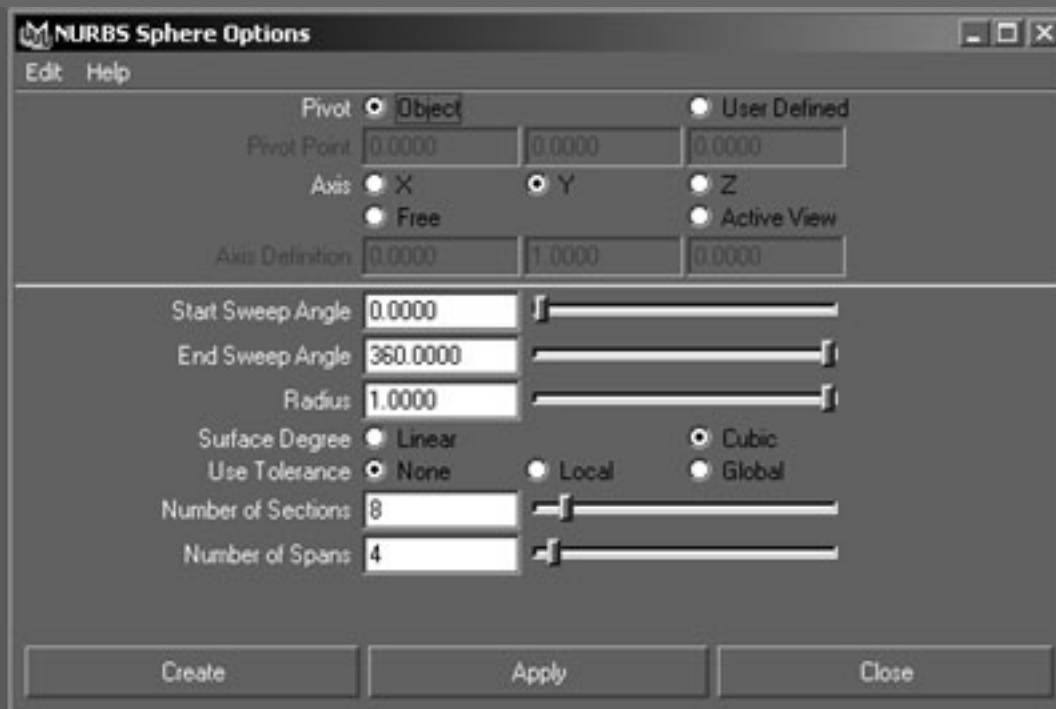 NURBS Sphere Options
Edit Help
Pivot Object User Defined
Pivot Point 0.0000 0.0000 0.0000
Axis X Y Z
Free Active View
Axis Definition 0.0000 1.0000 0.0000
Start Sweep Angle 0.0000
End Sweep Angle 360.0000
Radius 1.0000
Surface Degree Linear Cubic
Use Tolerance None Local Global
Number of Sections 8
Number of Spans 4
Create Apply Close